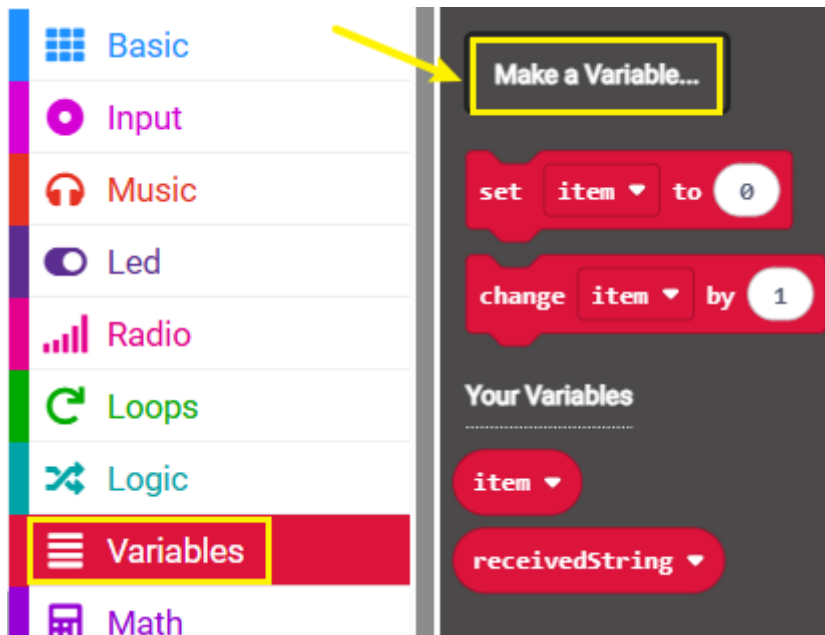 Basic
Input
Music
Led
Radio
Loops
Logic
Variables
Math
Make a Variable...
set item to 0
change item by 1
Your Variables
item
receivedString